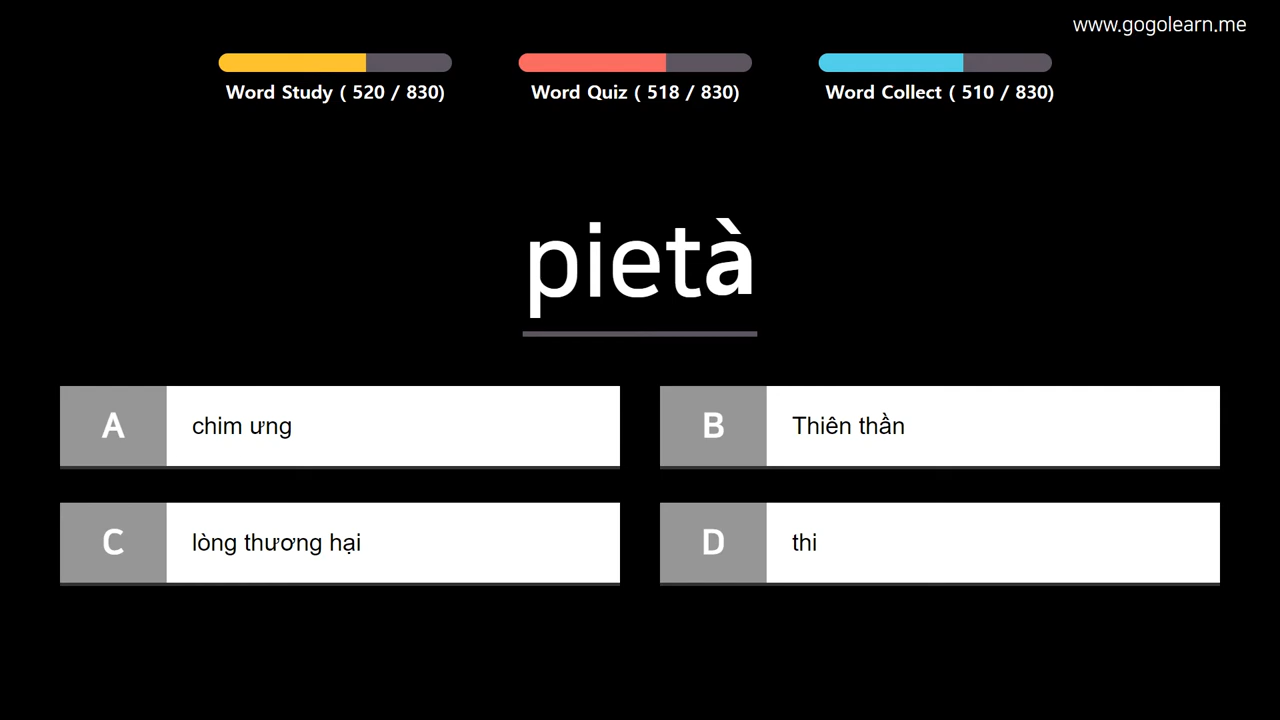 www.gogolearn.me
Word Study ( 520 / 830)
Word Quiz ( 518 / 830)
Word Collect ( 510 / 830)
pietà
A chim ưng
B Thiên thần
C lòng thương hại
D thi